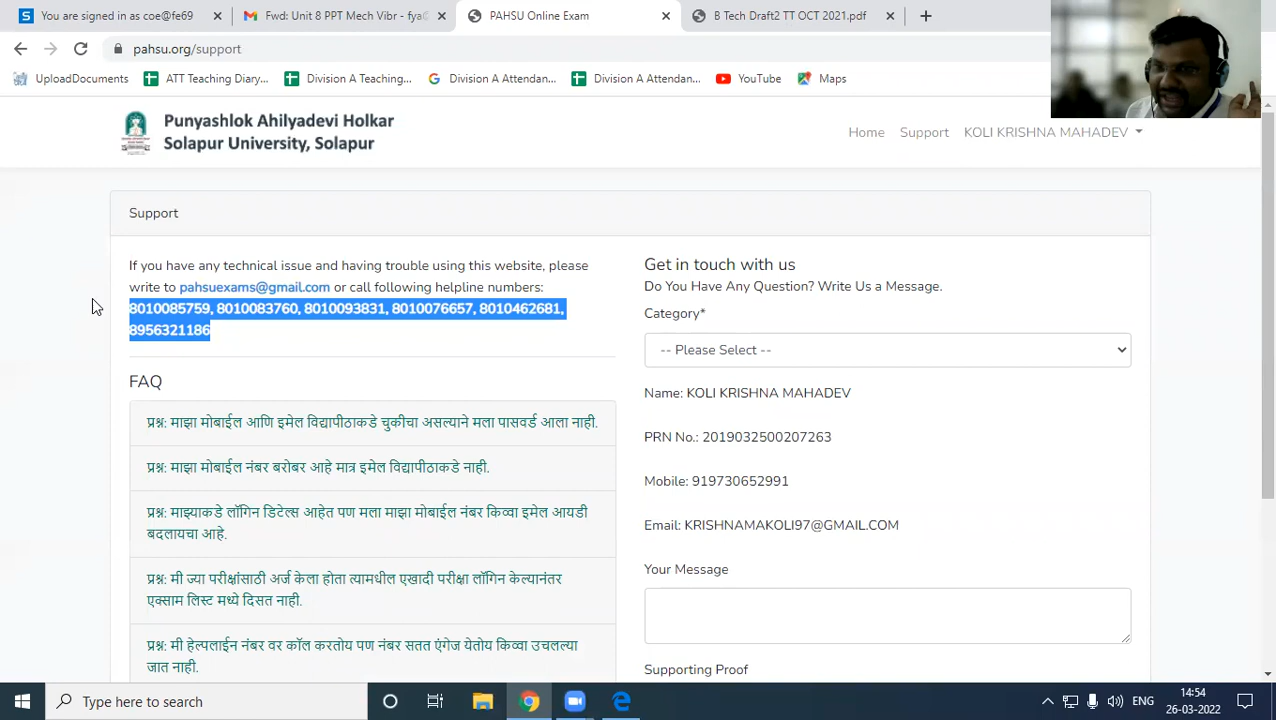 You are signed in as coe@fe69
Fwd: Unit 8 PPT Mech Vibr - fya@
PAHSU Online Exam
B Tech Draft2 TT OCT 2021.pdf
pahsu.org/support
UploadDocuments
ATT Teaching Diary...
Division A Teaching...
Division A Attendan...
Division A Attendan...
YouTube
Maps
Punyashlok Ahilyadevi Holkar
Solapur University, Solapur
Home Support KOLI KRISHNA MAHADEV
Support
If you have any technical issue and having trouble using this website, please
write to pahsuexams@gmail.com or call following helpline numbers:
8010085759, 8010083760, 8010093831, 8010076657, 8010462681,
8956321186
FAQ
प्रश्न: माझा मोबाईल आणि इमेल विद्यापीठाकडे चुकीचा असल्याने मला पासवर्ड आला नाही.
प्रश्न: माझा मोबाईल नंबर बरोबर आहे मात्र इमेल विद्यापीठाकडे नाही.
प्रश्न: माझ्याकडे लॉगिन डिटेल्स आहेत पण मला माझा मोबाईल नंबर किव्वा इमेल आयडी
बदलायचा आहे.
प्रश्न: मी ज्या परीक्षांसाठी अर्ज केला होता त्यामधील एखादी परीक्षा लॉगिन केल्यानंतर
एक्साम लिस्ट मध्ये दिसत नाही.
प्रश्न: मी हेल्पलाईन नंबर वर कॉल करतोय पण नंबर सतत एंगेज येतोय किव्वा उचलल्या
जात नाही.
Get in touch with us
Do You Have Any Question? Write Us a Message.
Category*
-- Please Select --
Name: KOLI KRISHNA MAHADEV
PRN No.: 2019032500207263
Mobile: 919730652991
Email: KRISHNAMAKOLI97@GMAIL.COM
Your Message
Supporting Proof
Type here to search
ENG
14:54
26-03-2022